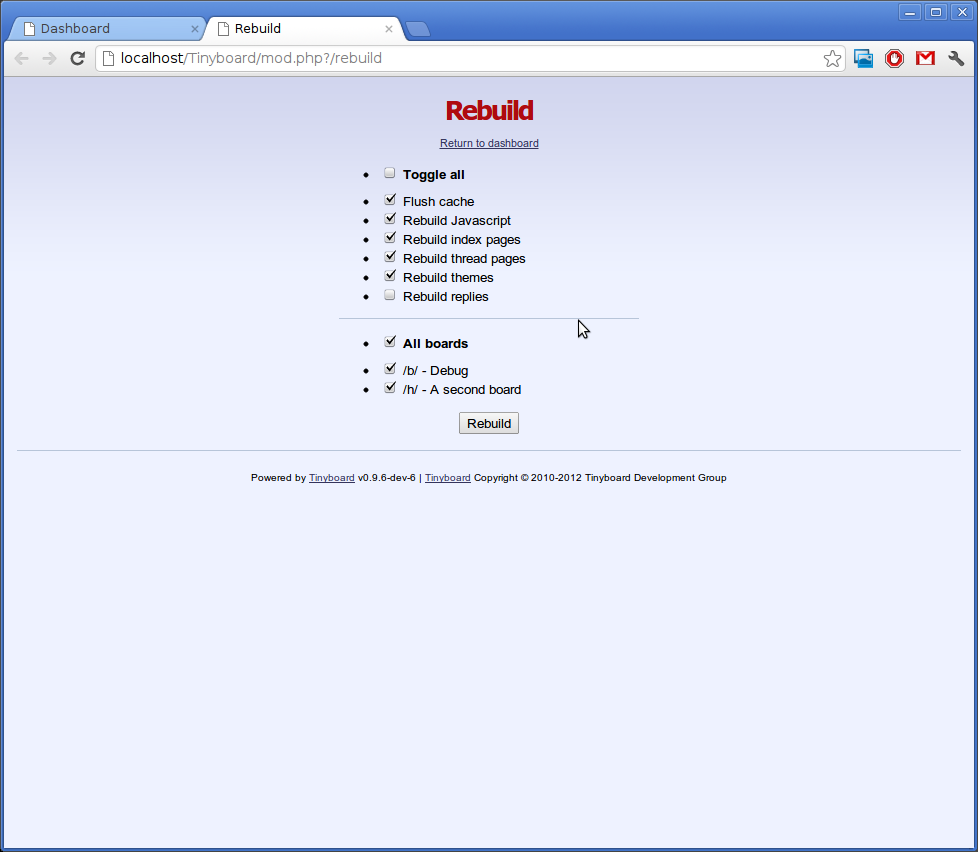 Dashboard
Rebuild
localhost/Tinyboard/mod.php?/rebuild
Rebuild
Return to dashboard
Toggle all
Flush cache
Rebuild Javascript
Rebuild index pages
Rebuild thread pages
Rebuild themes
Rebuild replies
All boards
/b/ - Debug
/h/ - A second board
Rebuild
Powered by Tinyboard v0.9.6-dev-6 | Tinyboard Copyright © 2010-2012 Tinyboard Development Group